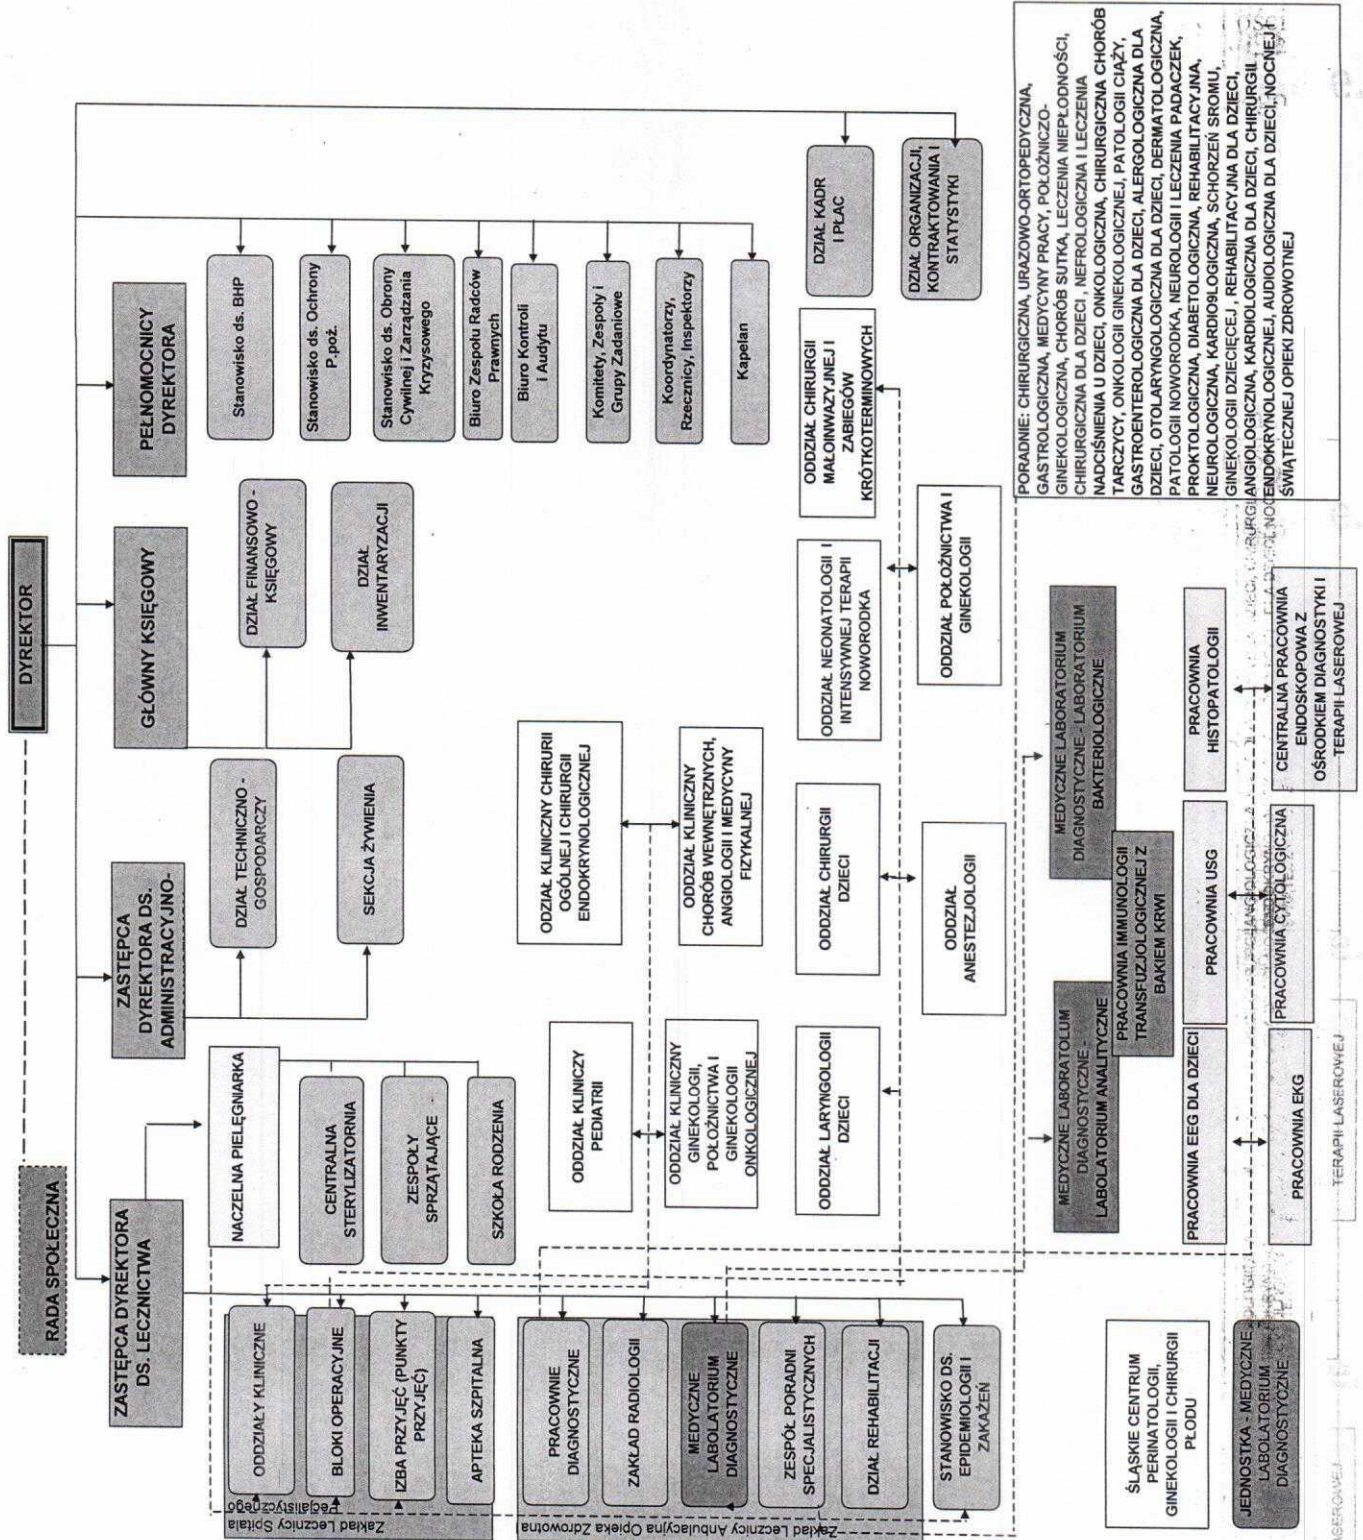 DYREKTOR
RADA SPOŁECZNA
ZASTĘPCA DYREKTORA
DS. LECZNICTWA
ZASTĘPCA
DYREKTORA DS.
ADMINISTRACYJNO-
GŁÓWNY KSIĘGOWY
PEŁNOMOCNICY
DYREKTORA
NACZELNA PIELĘGNIARKA
CENTRALNA
STERYLIZATORNIA
ZESPOŁY
SPRZĄTAJĄCE
SZKOŁA RODZENIA
DZIAŁ TECHNICZNO -
GOSPODARCZY
SEKCJA ŻYWIENIA
DZIAŁ FINANSOWO -
KSIĘGOWY
DZIAŁ
INWENTARYZACJI
Stanowisko ds. BHP
Stanowisko ds. Ochrony
P.poż.
Stanowisko ds. Obrony
Cywilnej i Zarządzania
Kryzysowego
Biuro Zespołu Radców
Prawnych
Biuro Kontroli
i Audytu
Komitety, Zespoły i
Grupy Zadaniowe
Koordynatorzy,
Rzecznicy, Inspektorzy
Kapelan
DZIAŁ KADR
I PŁAC
DZIAŁ ORGANIZACJI,
KONTRAKTOWANIA I
STATYSTYKI
Zakład Lecznicy Szpitala
Pecjalistycznego
ODDZIAŁY KLINICZNE
BLOKI OPERACYJNE
IZBA PRZYJĘĆ (PUNKTY
PRZYJĘĆ)
APTEKA SZPITALNA
Zakład Lecznicy Anbulacyjna Opieka Zdrowotna
PRACOWNIE
DIAGNOSTYCZNE
ZAKŁAD RADIOLOGII
MEDYCZNE
LABOLATORIUM
DIAGNOSTYCZNE
ZESPÓŁ PORADNI
SPECJALISTYCZNYCH
DZIAŁ REHABILITACJI
STANOWISKO DS.
EPIDEMIOLOGII I
ZAKAŻEŃ
ODDZIAŁ KLINICZY
PEDIATRII
ODDZIAŁ KLINICZNY
GINEKOLOGII,
POŁOŻNICTWA I
GINEKOLOGII
ONKOLOGICZNEJ
ODDZIAŁ KLINICZNY CHIRURII
OGÓLNEJ I CHIRURGII
ENDOKRYNOLOGICZNEJ
ODDZIAŁ KLINICZNY
CHORÓB WEWNĘTRZNYCH,
ANGIOLOGII I MEDYCYNY
FIZYKALNEJ
ODDZIAŁ LARYNGOLOGII
DZIECI
ODDZIAŁ CHIRURGII
DZIECI
ODDZIAŁ NEONATOLOGII I
INTENSYWNEJ TERAPII
NOWORODKA
ODDZIAŁ CHIRURGII
MAŁOINWAZYJNEJ I
ZABIEGÓW
KRÓTKOTERMINOWYCH
ODDZIAŁ
ANESTEZJOLOGII
ODDZIAŁ POŁOŻNICTWA I
GINEKOLOGII
MEDYCZNE LABOLATOLUM
DIAGNOSTYCZNE -
LABOLATORIUM ANALITYCZNE
MEDYCZNE LABORATORIUM
DIAGNOSTYCZNE - LABORATORIUM
BAKTERIOLOGICZNE
PRACOWNIA IMMUNOLOGII
TRANSFUZJOLOGICZNEJ Z
BAKIEM KRWI
PRACOWNIA EEG DLA DZIECI
PRACOWNIA USG
PRACOWNIA
HISTOPATOLOGII
PRACOWNIA EKG
PRACOWNIA CYTOLOGICZNA
CENTRALNA PRACOWNIA
ENDOSKOPOWA Z
OŚRODKIEM DIAGNOSTYKI I
TERAPII LASEROWEJ
ŚLĄSKIE CENTRUM
PERINATOLOGII,
GINEKOLOGII I CHIRURGII
PŁODU
JEDNOSTKA - MEDYCZNE
LABOLATORIUM
DIAGNOSTYCZNE
PORADNIE: CHIRURGICZNA, URAZOWO-ORTOPEDYCZNA,
GASTROLOGICZNA, MEDYCYNY PRACY, POŁOŻNICZO-
GINEKOLOGICZNA, CHORÓB SUTKA, LECZENIA NIEPŁODNOŚCI,
CHIRURGICZNA DLA DZIECI , NEFROLOGICZNA I LECZENIA
NADCIŚNIENIA U DZIECI, ONKOLOGICZNA, CHIRURGICZNA CHORÓB
TARCZYCY, ONKOLOGII GINEKOLOGICZNEJ, PATOLOGII CIĄŻY,
GASTROENTEROLOGICZNA DLA DZIECI, ALERGOLOGICZNA DLA
DZIECI, OTOLARYNGOLOGICZNA DLA DZIECI, DERMATOLOGICZNA,
PATOLOGII NOWORODKA, NEUROLOGII I LECZENIA PADACZEK,
PROKTOLOGICZNA, DIABETOLOGICZNA, REHABILITACYJNA,
NEUROLOGICZNA, KARDIO9LOGICZNA, SCHORZEŃ SROMU,
GINEKOLOGII DZIECIĘCEJ , REHABILITACYJNA DLA DZIECI,
ANGIOLOGICZNA, KARDIOLOGICZNA DLA DZIECI, CHIRURGII
ENDOKRYNOLOGICZNEJ, AUDIOLOGICZNA DLA DZIECI, NOCNEJ I
ŚWIĄTECZNEJ OPIEKI ZDROWOTNEJ
TERAPII LASEROWEJ